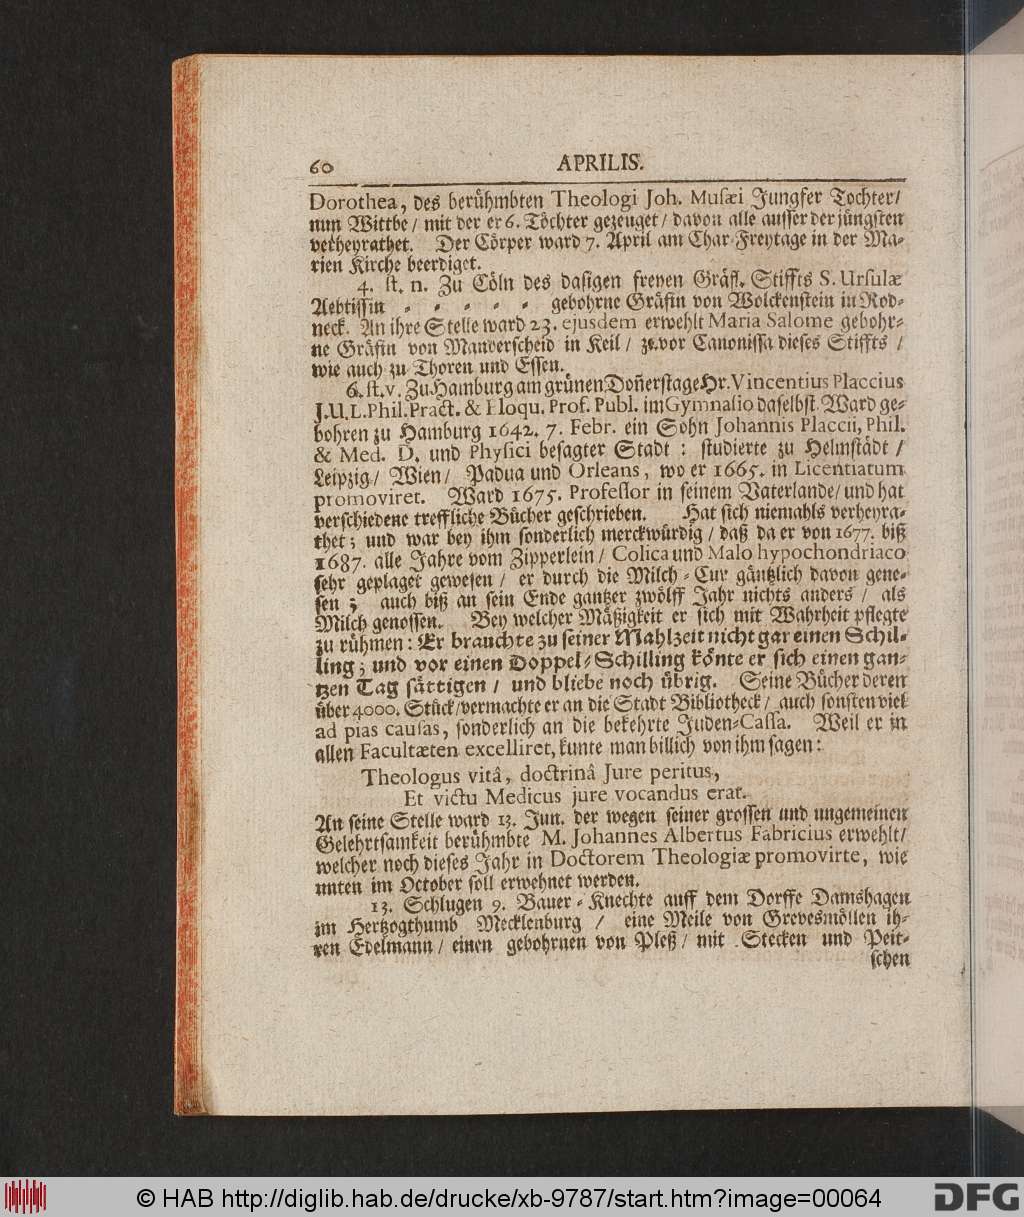 60 APRILIS.
Dorothea, des berühmbten Theologi Joh. Musæi Jungfer Tochter/
nun Wittbe / mit der er 6. Töchter gezeuget / davon alle ausser der jüngsten
verheyrathet. Der Cörper ward 7. April am Char-Freytage in der Ma-
rien Kirche beerdiget.
4. st. n. Zu Cöln des dasigen freyen Gräfl. Stiffts S. Ursulæ
Aebtissin - - - - - gebohrne Gräfin von Wolckenstein in Rod-
neck. An ihre Stelle ward 23. ejusdem erwehlt Maria Salome gebohr-
ne Gräfin von Manderscheid in Keil / zuvor Canonissa dieses Stiffts /
wie auch zu Thoren und Essen.
6. st. v. Zu Hamburg am grünen Don̄erstage Hr. Vincentius Placcius
J.U.L. Phil. Pract. & Eloqu. Prof. Publ. im Gymnasio daselbst. Ward ge-
bohren zu Hamburg 1642. 7. Febr. ein Sohn Johannis Placcii, Phil.
& Med. D. und Physici besagter Stadt : studierte zu Helmstädt /
Leipzig / Wien / Padua und Orleans, wo er 1665. in Licentiatum
promoviret. Ward 1675. Professor in seinem Vaterlande / und hat
verschiedene treffliche Bücher geschrieben. Hat sich niemahls verheyra-
thet; und war bey ihm sonderlich merckwürdig / daß da er von 1677. biß
1687. alle Jahre vom Zipperlein / Colica und Malo hypochondriaco
sehr geplaget gewesen / er durch die Milch-Cur gäntzlich davon gene-
sen ; auch biß an sein Ende gantzer zwölff Jahr nichts anders / als
Milch genossen. Bey welcher Mäßigkeit er sich mit Wahrheit pflegte
zu rühmen : Er brauchte zu seiner Mahlzeit nicht gar einen Schil-
ling; und vor einen Doppel-Schilling könte er sich einen gan-
tzen Tag sättigen / und bliebe noch übrig. Seine Bücher deren
über 4000. Stück / vermachte er an die Stadt Bibliotheck / auch sonsten viel
ad pias causas, sonderlich an die bekehrte Juden-Cassa. Weil er in
allen Facultæten excelliret, kunte man billich von ihm sagen :
Theologus vitâ, doctrinâ Jure peritus,
Et victu Medicus jure vocandus erat.
An seine Stelle ward 13. Jun. der wegen seiner grossen und ungemeinen
Gelehrtsamkeit berühmbte M. Johannes Albertus Fabricius erwehlt/
welcher noch dieses Jahr in Doctorem Theologiæ promovirte, wie
unten im October soll erwehnet werden.
13. Schlugen 9. Bauer-Knechte auff dem Dorffe Damshagen
im Hertzogthumb Mecklenburg / eine Meile von Grevesmöllen ih-
ren Edelmann / einen gebohrnen von Pleß / mit Stecken und Peit-
schen
© HAB http://diglib.hab.de/drucke/xb-9787/start.htm?image=00064
DFG